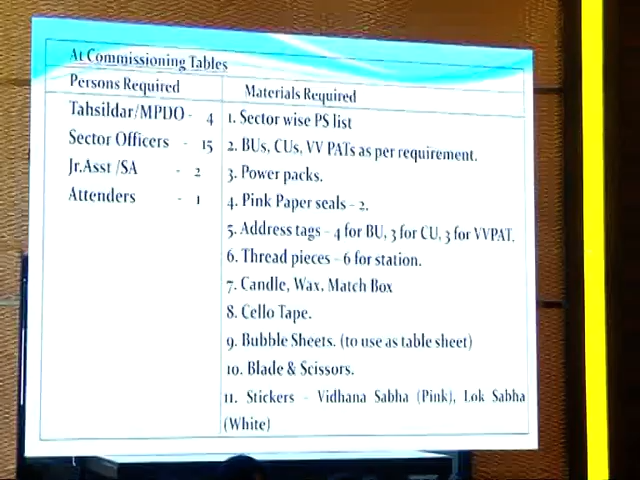 At Commissioning Tables
Persons Required
Tahsildar/MPDO - 4
Sector Officers - 15
Jr.Asst /SA - 2
Attenders - 1
Materials Required
1. Sector wise PS list
2. BUs, CUs, VV PATs as per requirement.
3. Power packs.
4. Pink Paper seals - 2.
5. Address tags - 4 for BU, 3 for CU, 3 for VVPAT.
6. Thread pieces - 6 for station.
7. Candle, Wax, Match Box
8. Cello Tape.
9. Bubble Sheets. (to use as table sheet)
10. Blade & Scissors.
11. Stickers - Vidhana Sabha (Pink), Lok Sabha
(White)